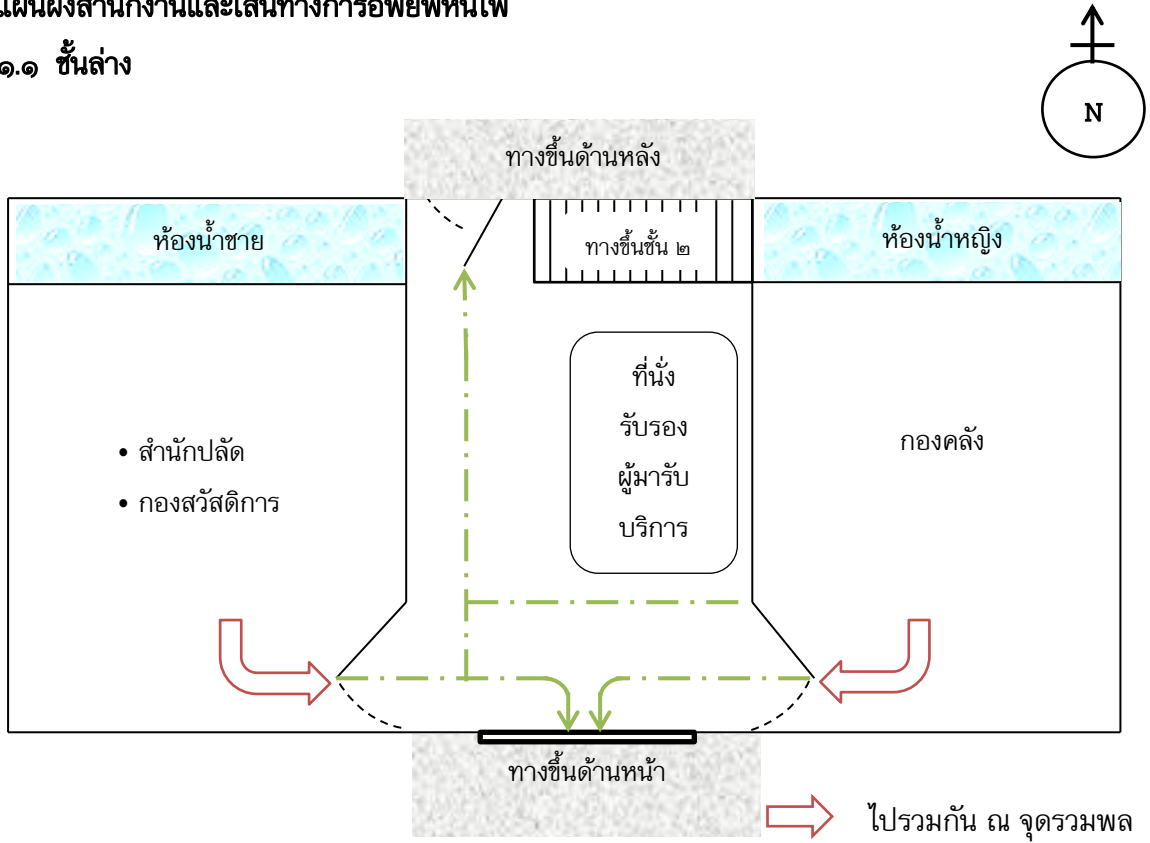 แผนผังสำนักงานและเส้นทางการอพยพหนีไฟ
๑.๑ ชั้นล่าง
N
ทางขึ้นด้านหลัง
ห้องน้ำชาย
ทางขึ้นชั้น ๒
ห้องน้ำหญิง
ที่นั่ง
รับรอง
ผู้มารับ
บริการ
• สำนักปลัด
• กองสวัสดิการ
กองคลัง
ทางขึ้นด้านหน้า
ไปรวมกัน ณ จุดรวมพล